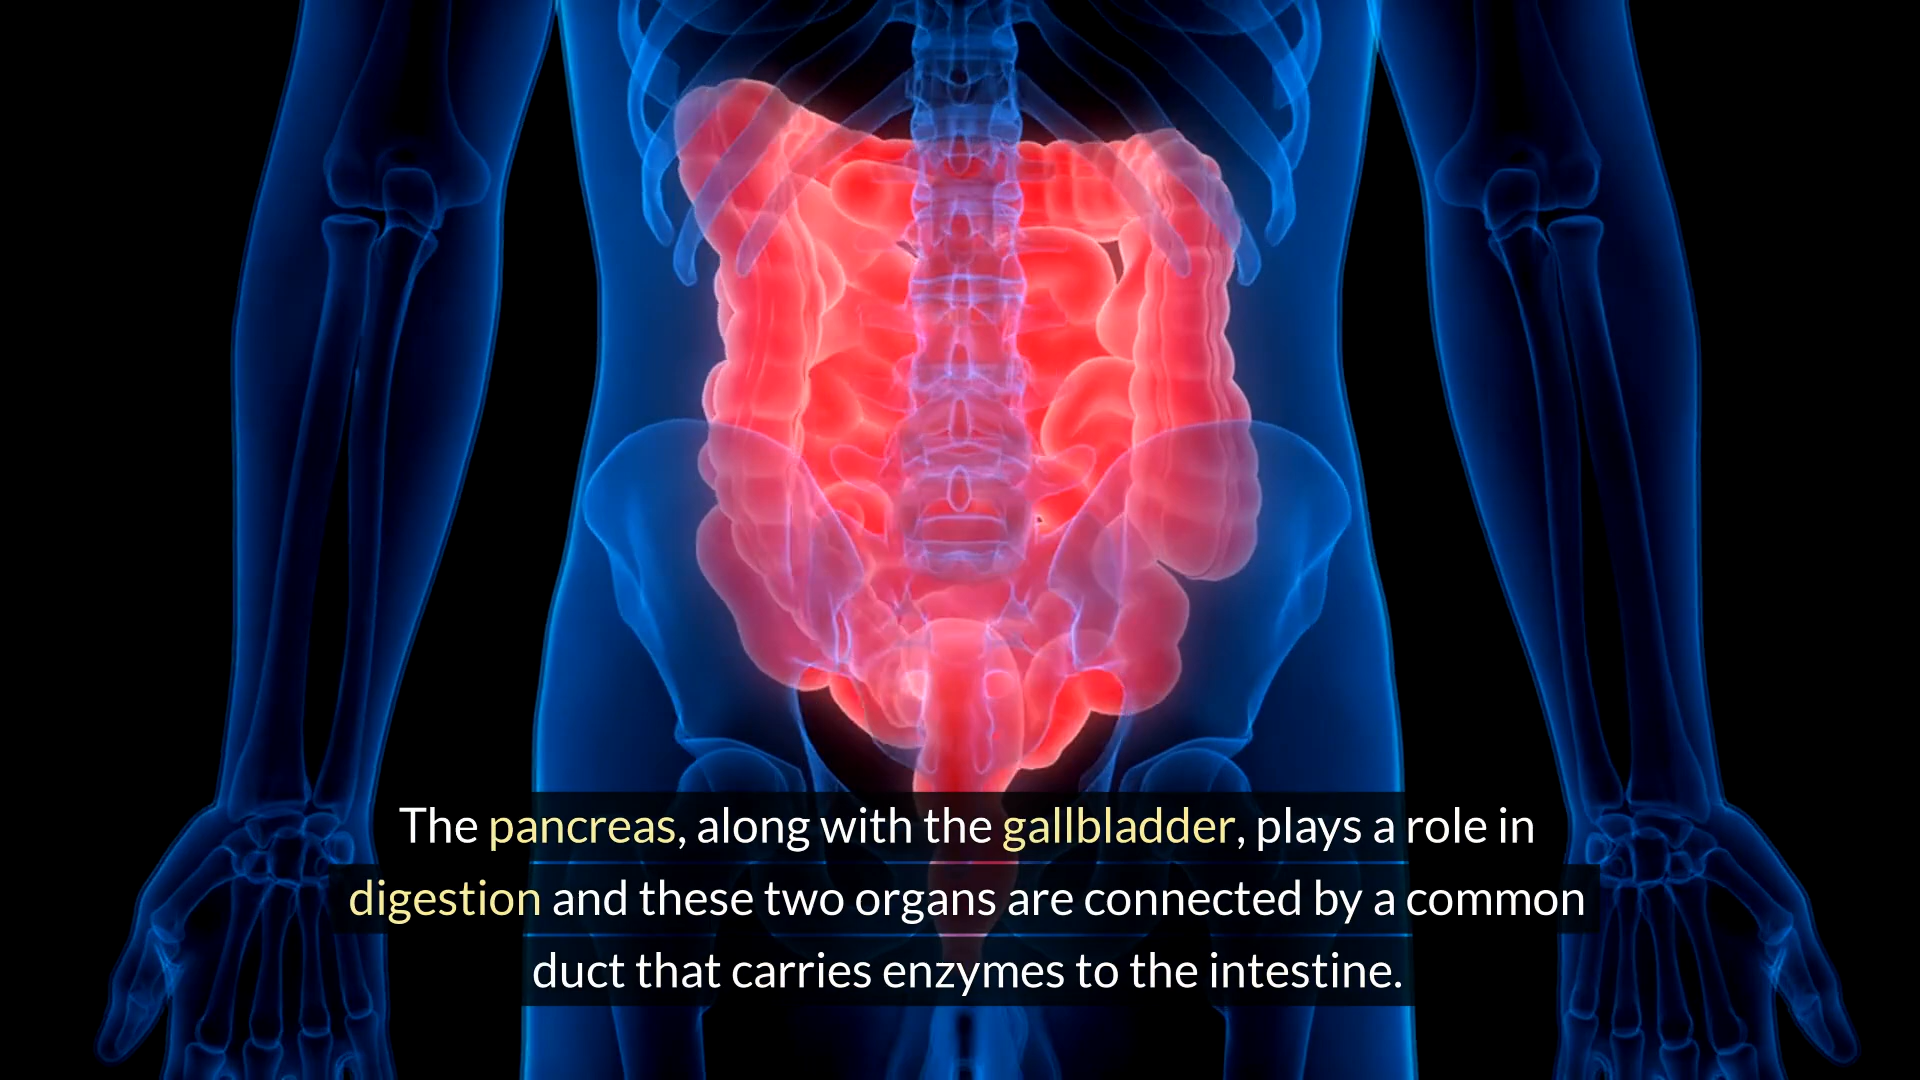 The pancreas, along with the gallbladder, plays a role in
digestion and these two organs are connected by a common
duct that carries enzymes to the intestine.